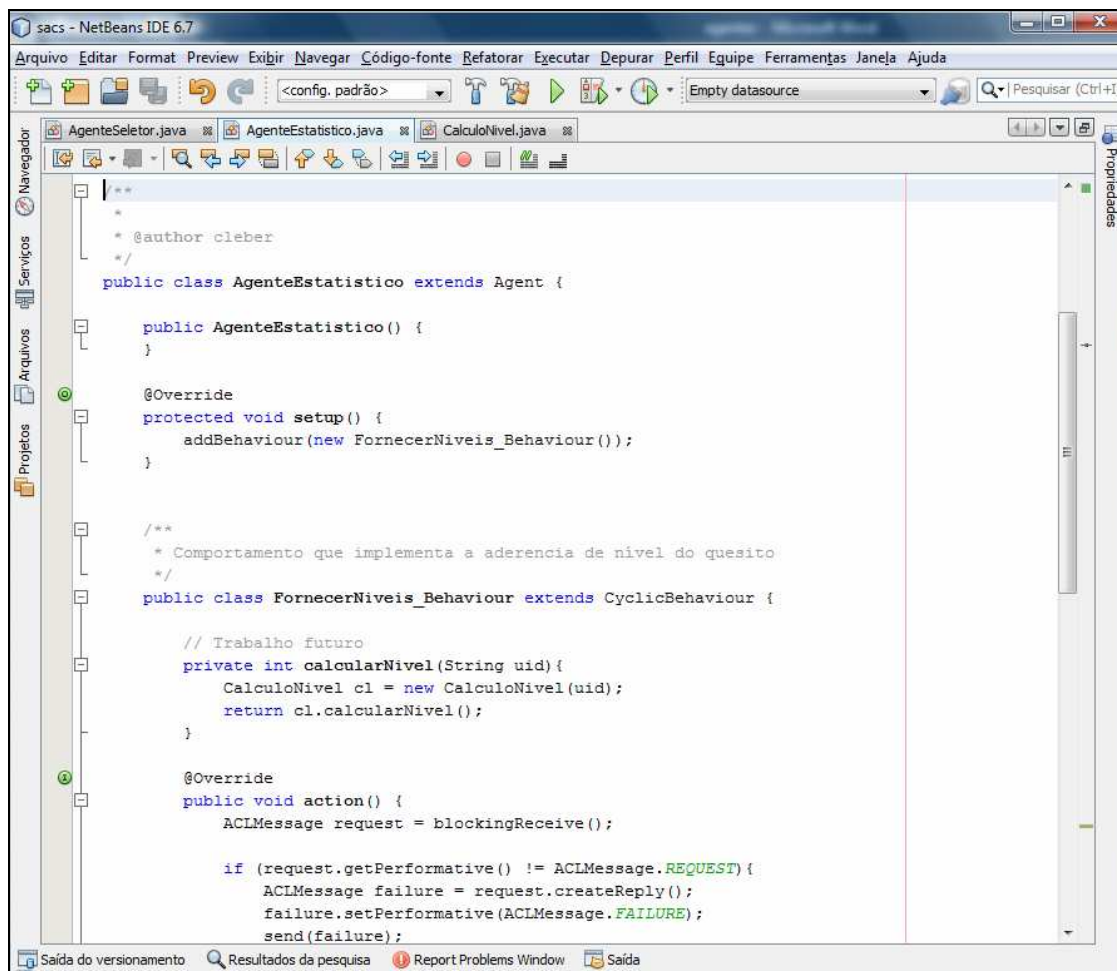 sacs - NetBeans IDE 6.7
Arquivo Editar Format Preview Exibir Navegar Código-fonte Refatorar Executar Depurar Perfil Equipe Ferramentas Janela Ajuda
<config. padrão> Empty datasource Pesquisar (Ctrl+I
AgenteSeletor.java AgenteEstatistico.java CalculoNivel.java
Navegador
Serviços
Arquivos
Projetos
Propriedades
/**
*
* @author cleber
*/
public class AgenteEstatistico extends Agent {
public AgenteEstatistico() {
}
@Override
protected void setup() {
addBehaviour(new FornecerNiveis_Behaviour());
}
/**
* Comportamento que implementa a aderencia de nível do quesito
*/
public class FornecerNiveis_Behaviour extends CyclicBehaviour {
// Trabalho futuro
private int calcularNivel(String uid){
CalculoNivel cl = new CalculoNivel(uid);
return cl.calcularNivel();
}
@Override
public void action() {
ACLMessage request = blockingReceive();
if (request.getPerformative() != ACLMessage.REQUEST){
ACLMessage failure = request.createReply();
failure.setPerformative(ACLMessage.FAILURE);
send(failure);
Saída do versionamento Resultados da pesquisa Report Problems Window Saída